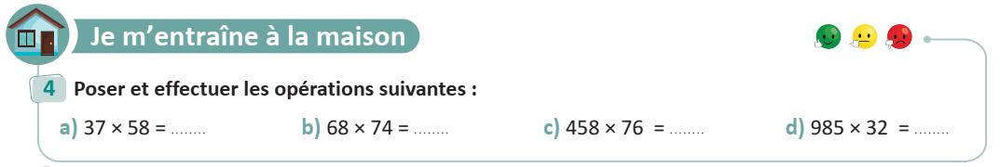 Je m'entraîne à la maison
4 Poser et effectuer les opérations suivantes :
a) 37 × 58 = ........ b) 68 × 74 = ........ c) 458 × 76 = ........ d) 985 × 32 = ........